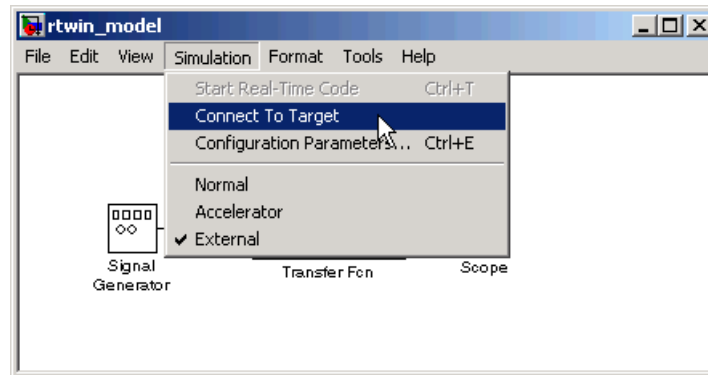 rtwin_model
File Edit View Simulation Format Tools Help
Start Real-Time Code Ctrl+T
Connect To Target
Configuration Parameters... Ctrl+E
Normal
Accelerator
External
Signal
Generator
Transfer Fcn
Scope